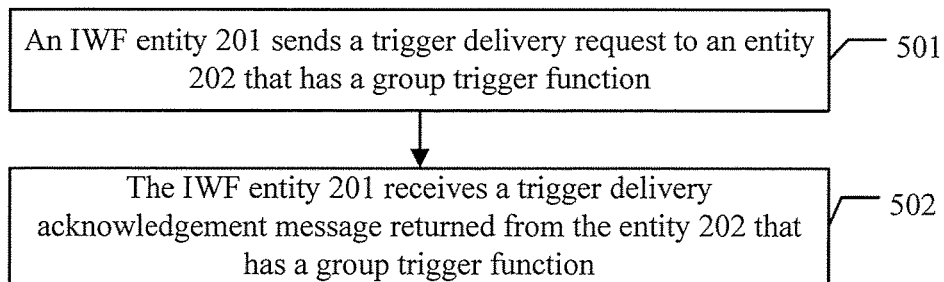 An IWF entity 201 sends a trigger delivery request to an entity
202 that has a group trigger function
501
The IWF entity 201 receives a trigger delivery
acknowledgement message returned from the entity 202 that
has a group trigger function
502